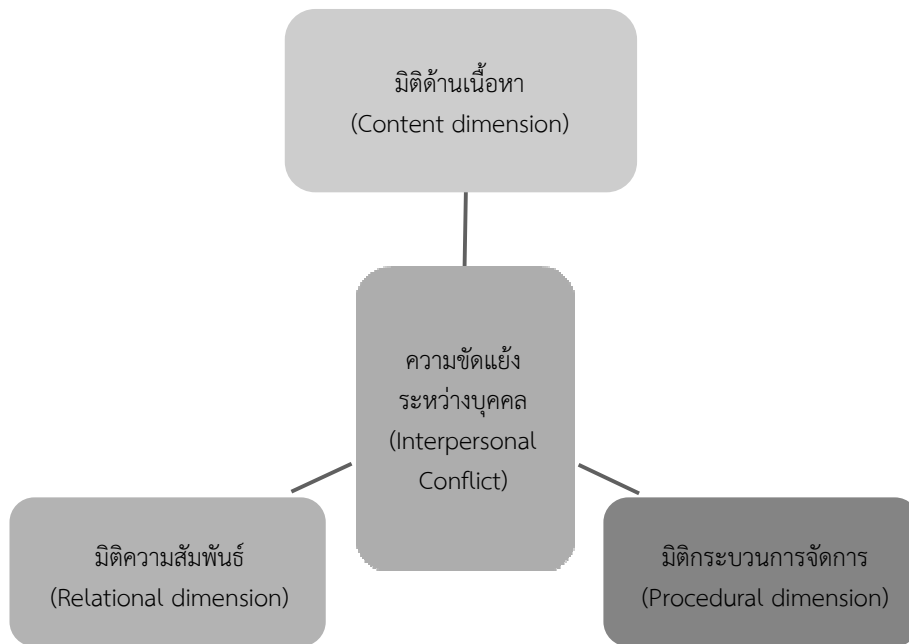 มิติด้านเนื้อหา
(Content dimension)
ความขัดแย้ง
ระหว่างบุคคล
(Interpersonal
Conflict)
มิติความสัมพันธ์
(Relational dimension)
มิติกระบวนการจัดการ
(Procedural dimension)